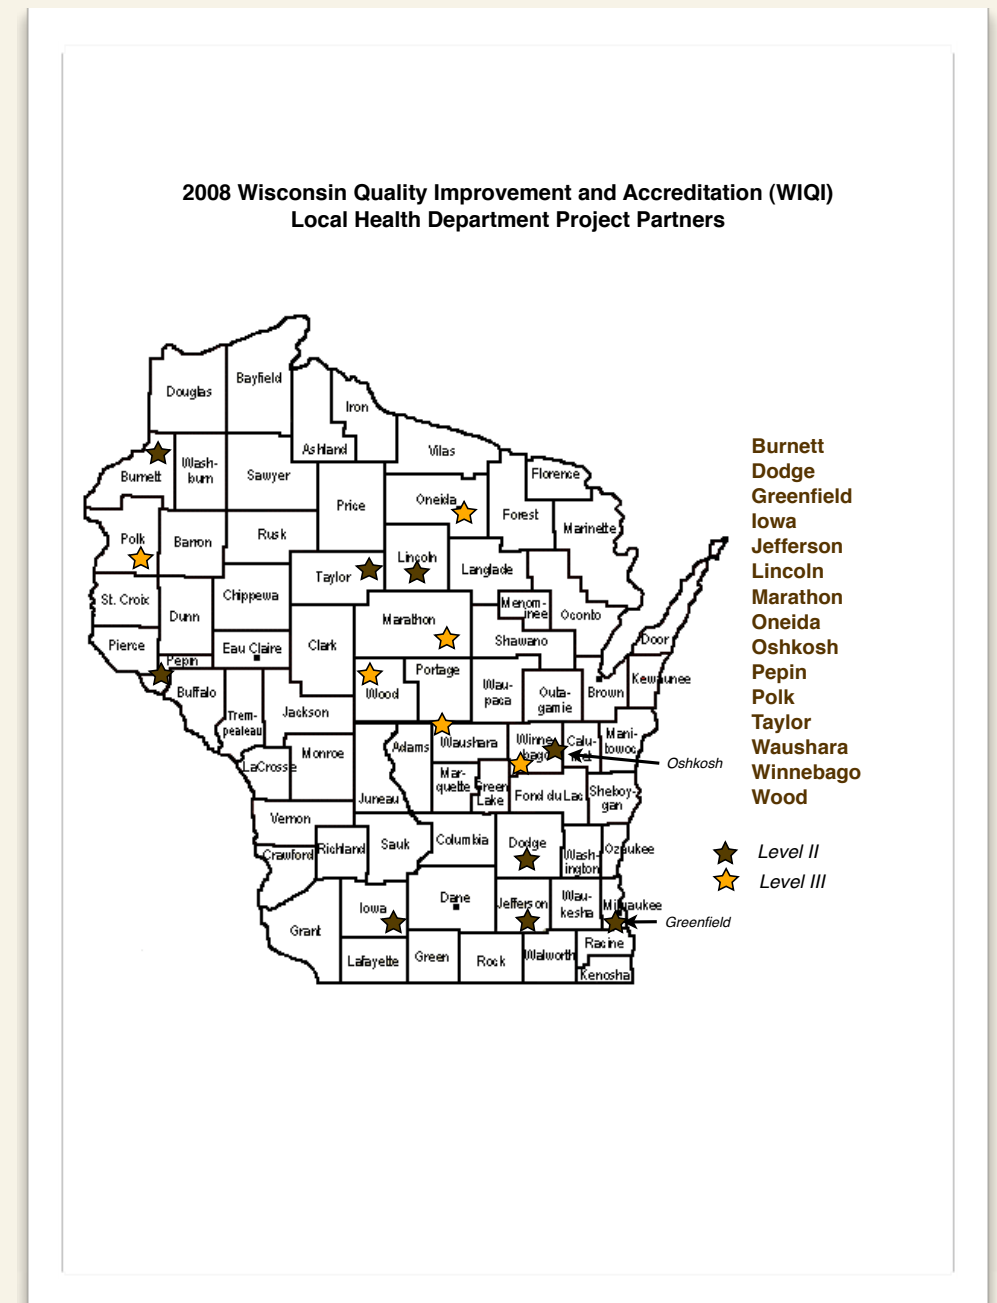 2008 Wisconsin Quality Improvement and Accreditation (WIQI)
Local Health Department Project Partners
Douglas
Bayfield
Iron
Ashland
Vilas
Burnett
Wash-
burn
Sawyer
Price
Oneida
Florence
Forest
Marinette
Polk
Barron
Rusk
Lincoln
Taylor
Langlade
St. Croix
Dunn
Chippewa
Marathon
Menom-
inee
Oconto
Pierce
Pepin
Eau Claire
Clark
Shawano
Door
Buffalo
Trem-
pealeau
Jackson
Wood
Portage
Wau-
paca
Outa-
gamie
Brown
Kewaunee
LaCrosse
Monroe
Juneau
Adams
Waushara
Winne-
bago
Calu-
met
Mani-
towoc
Oshkosh
Mar-
quette
Green
Lake
Fond du Lac
Sheboy-
gan
Vernon
Crawford
Richland
Sauk
Columbia
Dodge
Wash-
ington
Ozaukee
Grant
Iowa
Dane
Jefferson
Wau-
kesha
Milwaukee
Greenfield
Lafayette
Green
Rock
Walworth
Racine
Kenosha
Burnett
Dodge
Greenfield
Iowa
Jefferson
Lincoln
Marathon
Oneida
Oshkosh
Pepin
Polk
Taylor
Waushara
Winnebago
Wood
Level II
Level III